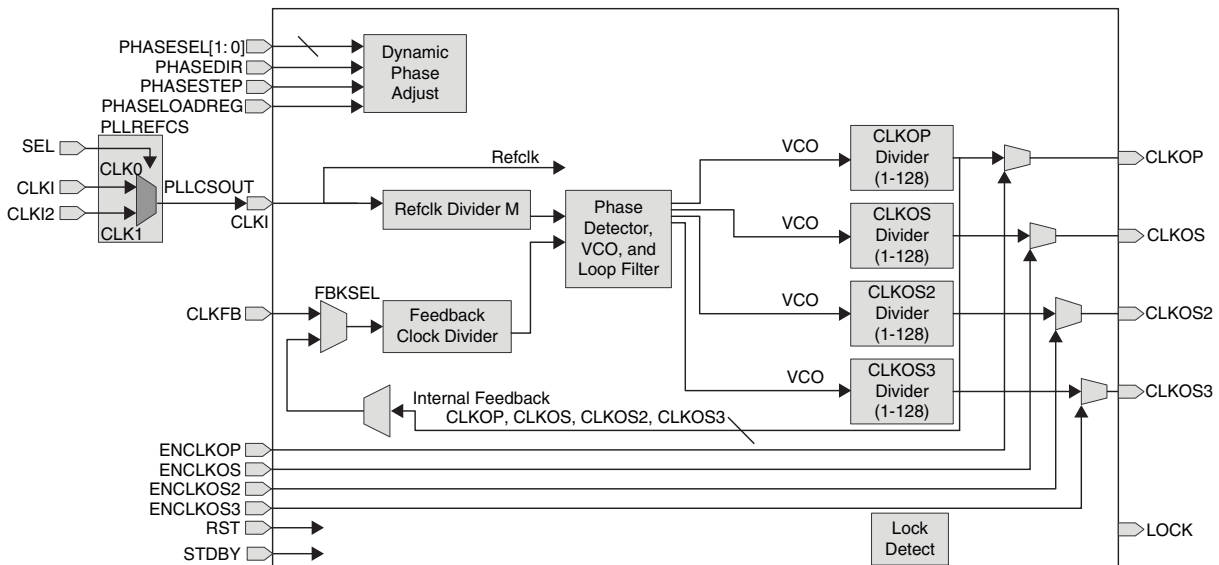 PHASESEL[1: 0]
PHASEDIR
PHASESTEP
PHASELOADREG
Dynamic
Phase
Adjust
PLLREFCS
SEL
CLK0
CLKI
CLKI2
CLK1
PLLCSOUT
CLKI
Refclk
Refclk Divider M
Phase
Detector,
VCO, and
Loop Filter
VCO
CLKOP
Divider
(1-128)
CLKOP
VCO
CLKOS
Divider
(1-128)
CLKOS
CLKFB
FBKSEL
Feedback
Clock Divider
VCO
CLKOS2
Divider
(1-128)
CLKOS2
VCO
CLKOS3
Divider
(1-128)
CLKOS3
Internal Feedback
CLKOP, CLKOS, CLKOS2, CLKOS3
ENCLKOP
ENCLKOS
ENCLKOS2
ENCLKOS3
RST
STDBY
Lock
Detect
LOCK